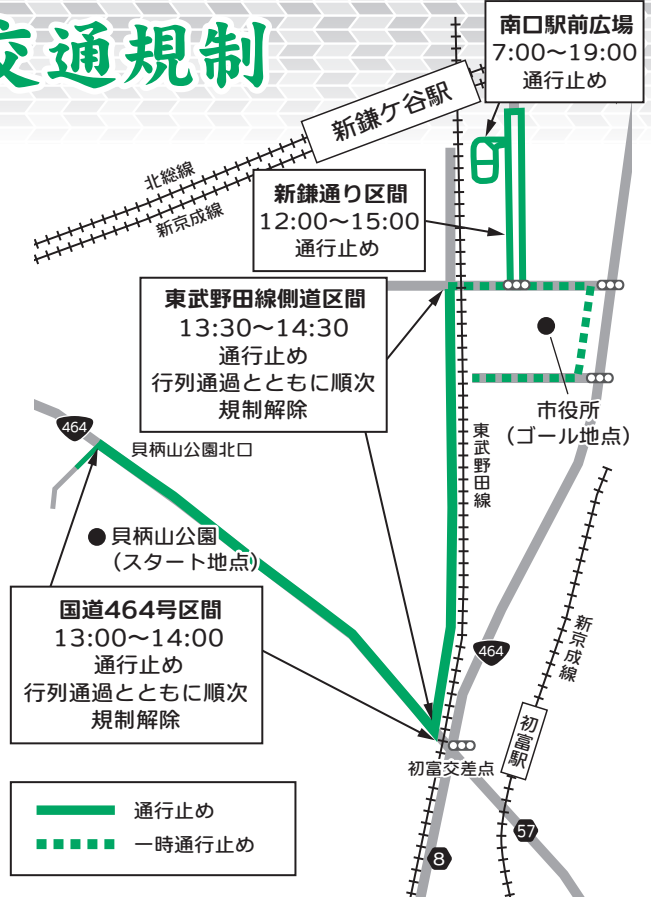 交通規制
南口駅前広場
7:00〜19:00
通行止め
新鎌ケ谷駅
北総線
新京成線
新鎌通り区間
12:00〜15:00
通行止め
東武野田線側道区間
13:30〜14:30
通行止め
行列通過とともに順次
規制解除
市役所
(ゴール地点)
464
貝柄山公園北口
東武野田線
貝柄山公園
(スタート地点)
国道464号区間
13:00〜14:00
通行止め
行列通過とともに順次
規制解除
464
新京成線
初富駅
初富交差点
通行止め
一時通行止め
57
8